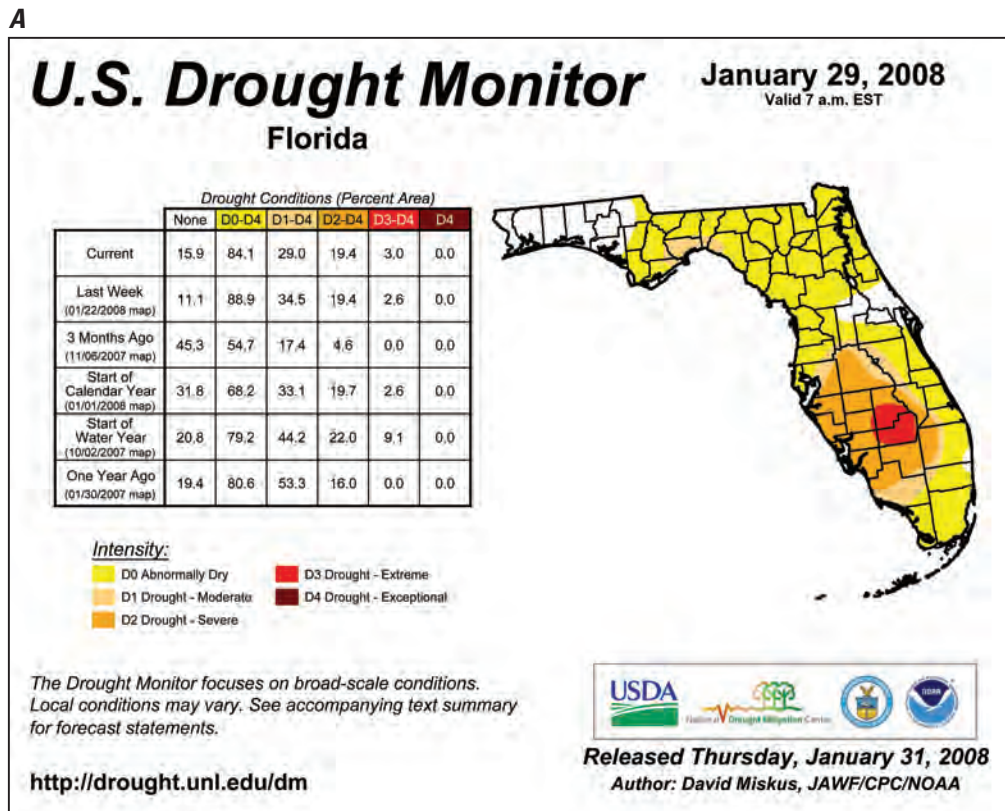 A
U.S. Drought Monitor
Florida
January 29, 2008
Valid 7 a.m. EST
Drought Conditions (Percent Area)
None D0-D4 D1-D4 D2-D4 D3-D4 D4
Current 15.9 84.1 29.0 19.4 3.0 0.0
Last Week
(01/22/2008 map)
11.1 88.9 34.5 19.4 2.6 0.0
3 Months Ago
(11/06/2007 map)
45.3 54.7 17.4 4.6 0.0 0.0
Start of
Calendar Year
(01/01/2008 map)
31.8 68.2 33.1 19.7 2.6 0.0
Start of
Water Year
(10/02/2007 map)
20.8 79.2 44.2 22.0 9.1 0.0
One Year Ago
(01/30/2007 map)
19.4 80.6 53.3 16.0 0.0 0.0
Intensity:
D0 Abnormally Dry
D1 Drought - Moderate
D2 Drought - Severe
D3 Drought - Extreme
D4 Drought - Exceptional
The Drought Monitor focuses on broad-scale conditions.
Local conditions may vary. See accompanying text summary
for forecast statements.
http://drought.unl.edu/dm
USDA
National Drought Mitigation Center
NOAA
Released Thursday, January 31, 2008
Author: David Miskus, JAWF/CPC/NOAA